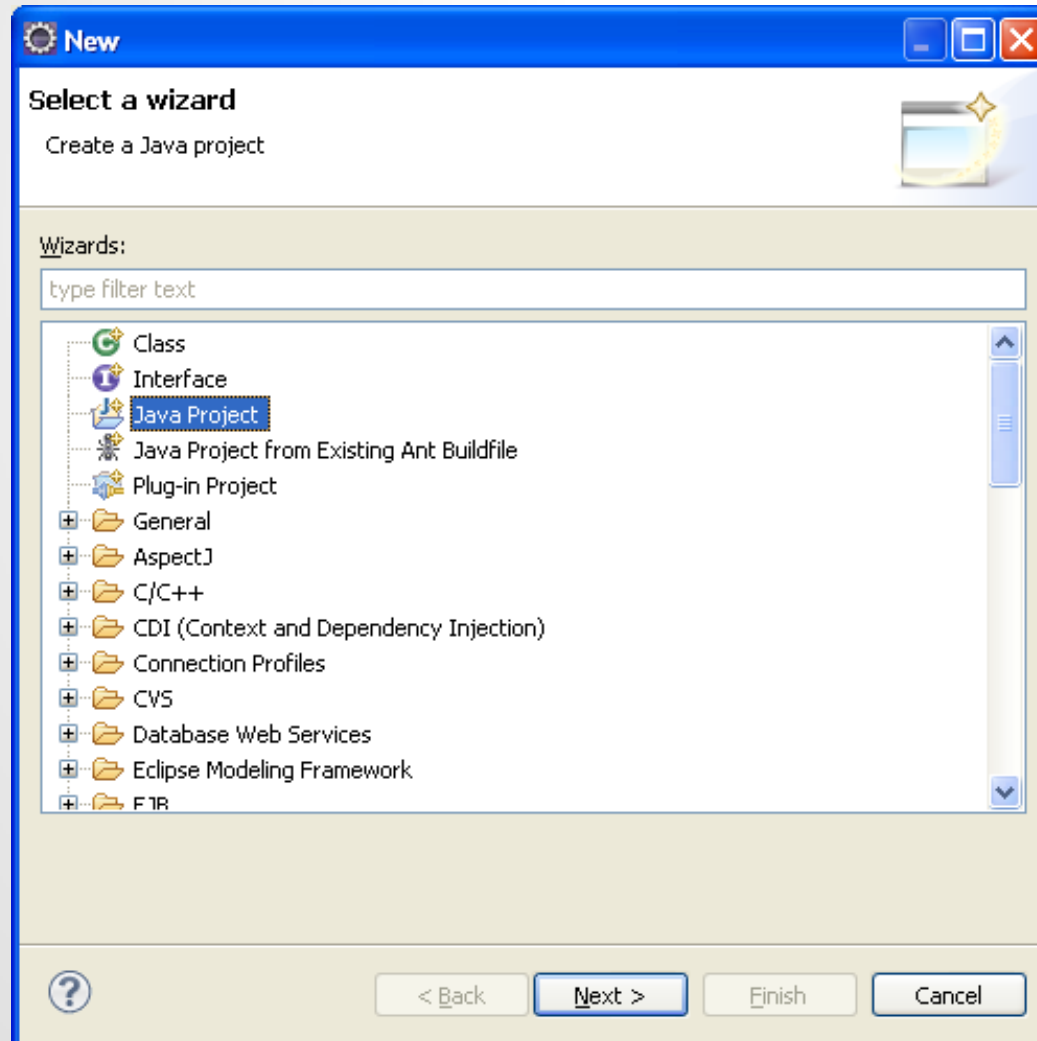 New
Select a wizard
Create a Java project
Wizards:
type filter text
Class
Interface
Java Project
Java Project from Existing Ant Buildfile
Plug-in Project
General
AspectJ
C/C++
CDI (Context and Dependency Injection)
Connection Profiles
CVS
Database Web Services
Eclipse Modeling Framework
EJB
< Back Next > Finish Cancel